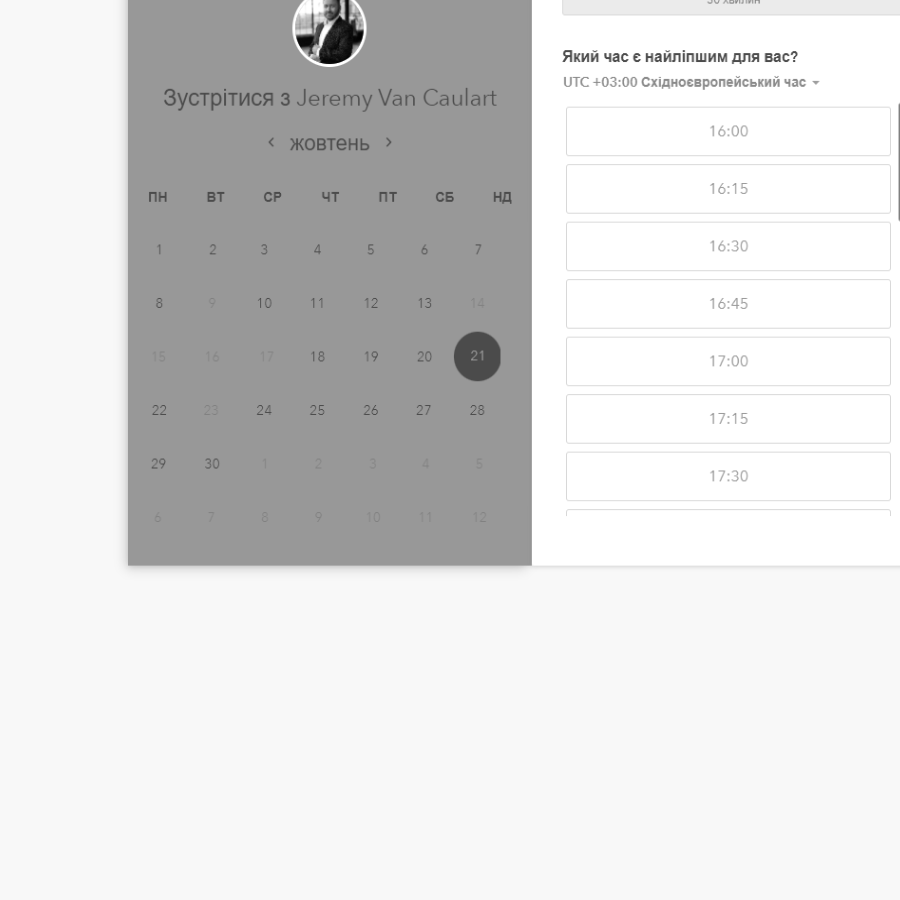 Зустрітися з Jeremy Van Caulart
жовтень
ПН ВТ СР ЧТ ПТ СБ НД
1 2 3 4 5 6 7
8 9 10 11 12 13 14
15 16 17 18 19 20 21
22 23 24 25 26 27 28
29 30 1 2 3 4 5
6 7 8 9 10 11 12
30 хвилин
Який час є найліпшим для вас?
UTC +03:00 Східноєвропейський час
16:00
16:15
16:30
16:45
17:00
17:15
17:30